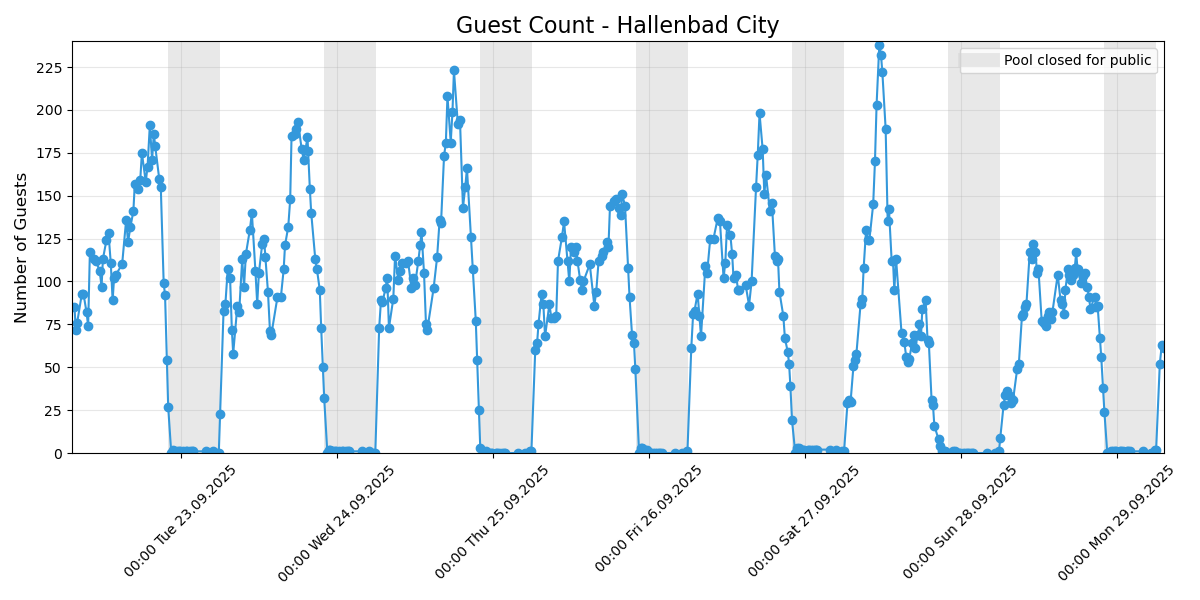 Guest Count - Hallenbad City
Pool closed for public
Number of Guests
225
200
175
150
125
100
75
50
25
0
00:00 Tue 23.09.2025
00:00 Wed 24.09.2025
00:00 Thu 25.09.2025
00:00 Fri 26.09.2025
00:00 Sat 27.09.2025
00:00 Sun 28.09.2025
00:00 Mon 29.09.2025